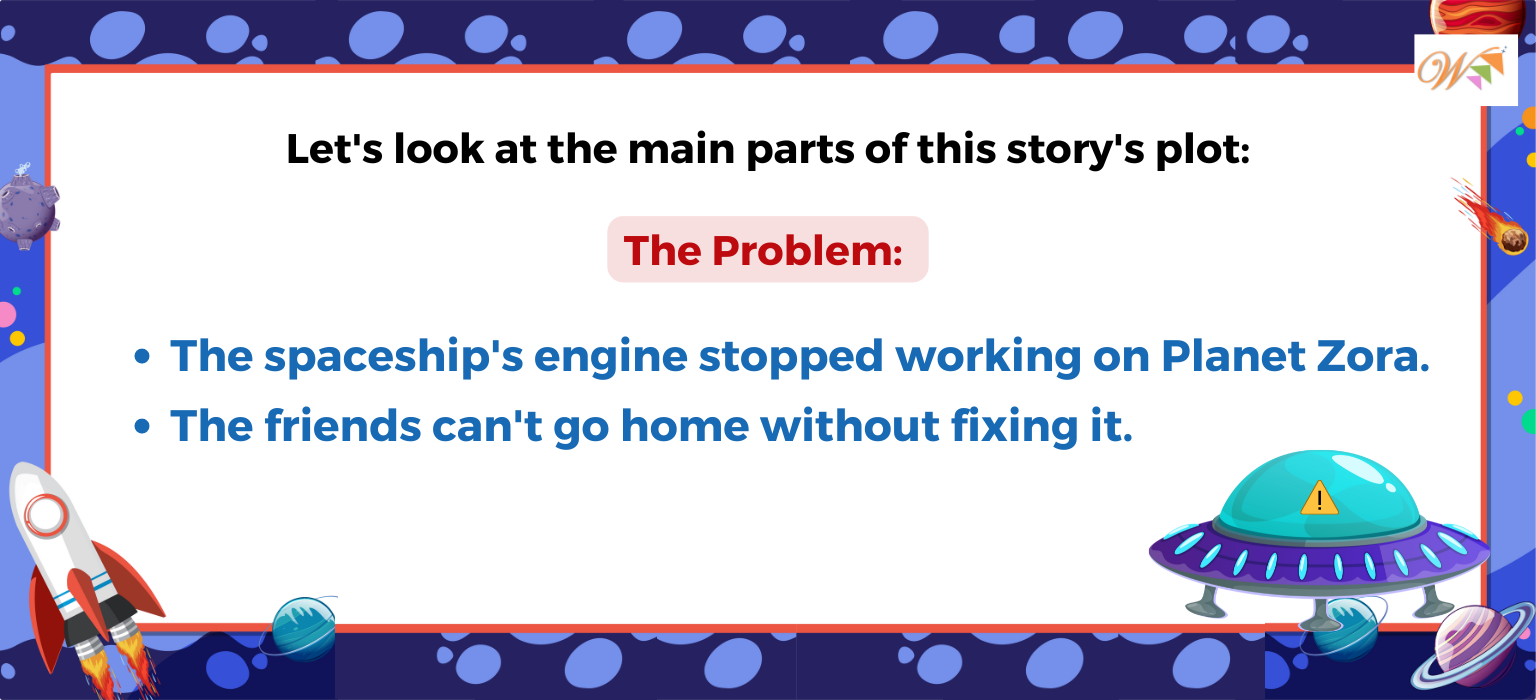 W
Let's look at the main parts of this story's plot:
The Problem:
• The spaceship's engine stopped working on Planet Zora.
• The friends can't go home without fixing it.
!